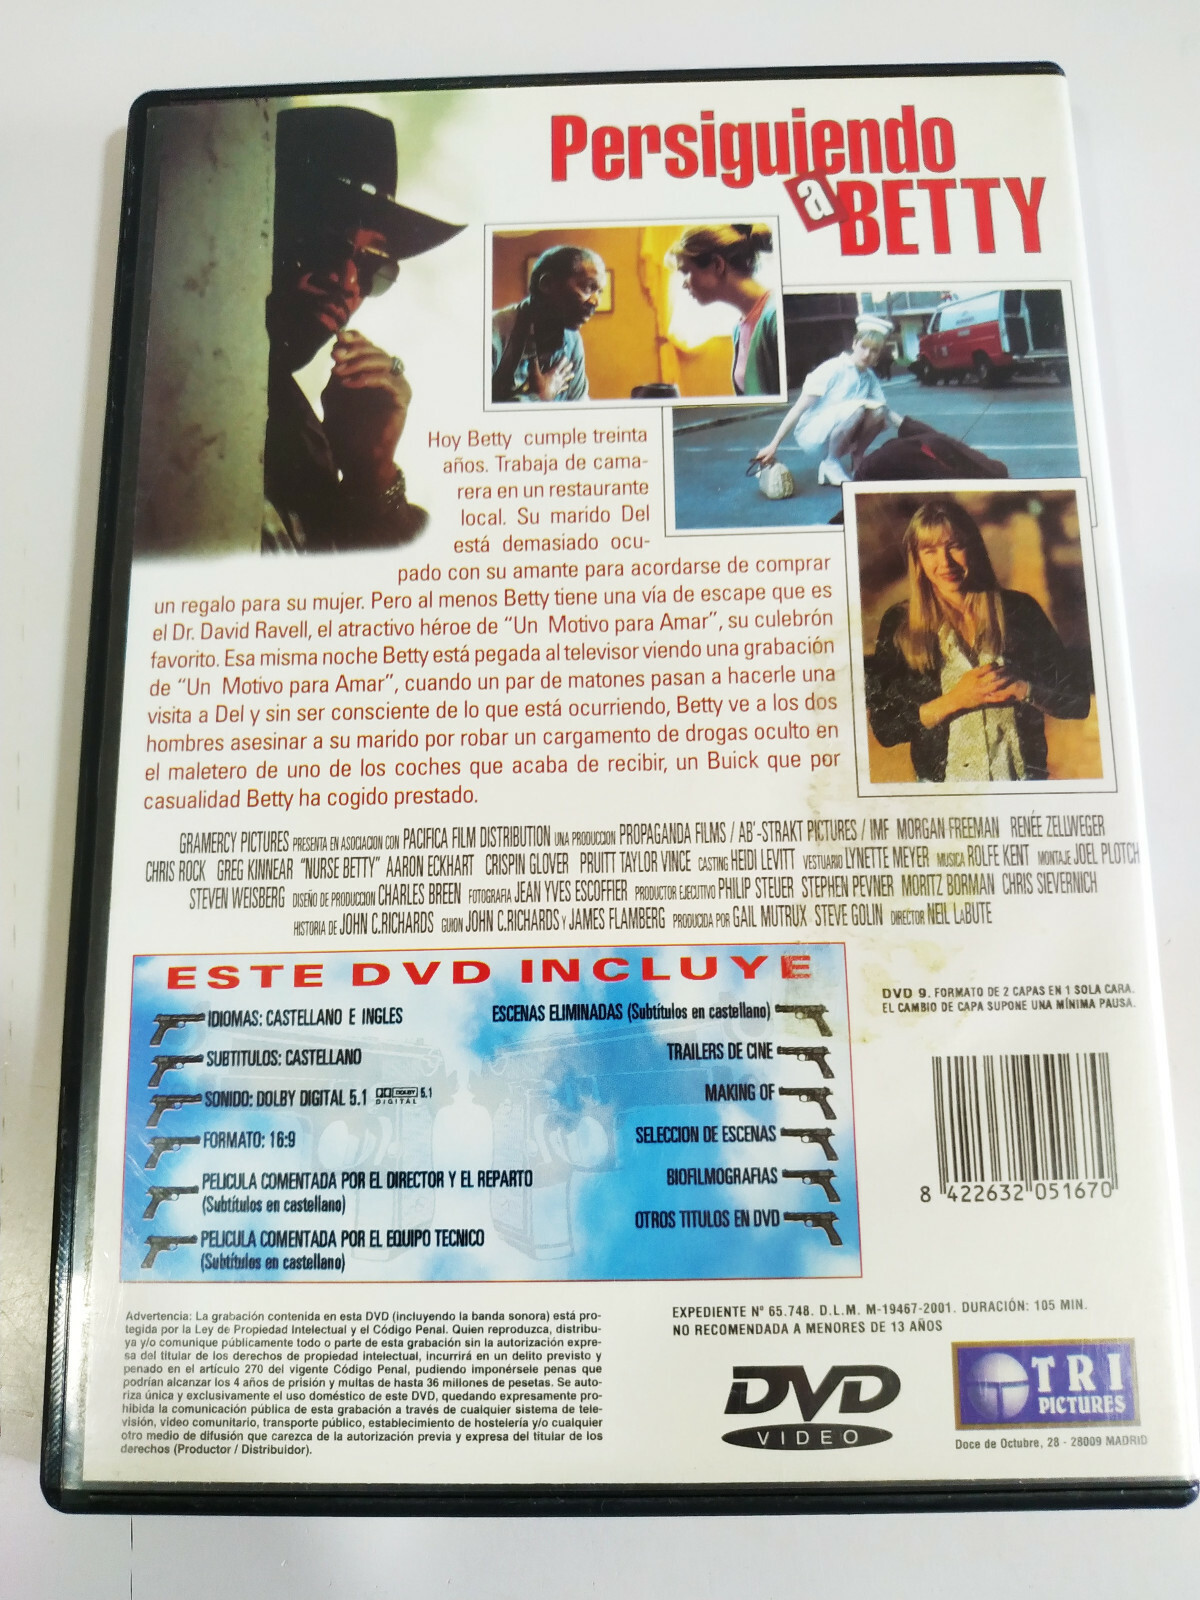 Persiguiendo
a BETTY
Hoy Betty cumple treinta
años. Trabaja de cama-
rera en un restaurante
local. Su marido Del
está demasiado ocu-
pado con su amante para acordarse de comprar
un regalo para su mujer. Pero al menos Betty tiene una vía de escape que es
el Dr. David Ravell, el atractivo héroe de “Un Motivo para Amar”, su culebrón
favorito. Esa misma noche Betty está pegada al televisor viendo una grabación
de “Un Motivo para Amar”, cuando un par de matones pasan a hacerle una
visita a Del y sin ser consciente de lo que está ocurriendo, Betty ve a los dos
hombres asesinar a su marido por robar un cargamento de drogas oculto en
el maletero de uno de los coches que acaba de recibir, un Buick que por
casualidad Betty ha cogido prestado.
GRAMERCY PICTURES PRESENTA EN ASOCIACION CON PACIFICA FILM DISTRIBUTION UNA PRODUCCION PROPAGANDA FILMS / AB'-STRAKT PICTURES / IMF MORGAN FREEMAN RENÉE ZELLWEGER
CHRIS ROCK GREG KINNEAR “NURSE BETTY” AARON ECKHART CRISPIN GLOVER PRUITT TAYLOR VINCE CASTING HEIDI LEVITT VESTUARIO LYNETTE MEYER MUSICA ROLFE KENT MONTAJE JOEL PLOTCH
STEVEN WEISBERG DISEÑO DE PRODUCCION CHARLES BREEN FOTOGRAFIA JEAN YVES ESCOFFIER PRODUCTOR EJECUTIVO PHILIP STEUER STEPHEN PEVNER MORITZ BORMAN CHRIS SIEVERNICH
HISTORIA DE JOHN C.RICHARDS GUION JOHN C.RICHARDS Y JAMES FLAMBERG PRODUCIDA POR GAIL MUTRUX STEVE GOLIN DIRECTOR NEIL LaBUTE
ESTE DVD INCLUYE
IDIOMAS: CASTELLANO E INGLES
SUBTITULOS: CASTELLANO
SONIDO: DOLBY DIGITAL 5.1 DOLBY DIGITAL 5.1
FORMATO: 16:9
PELICULA COMENTADA POR EL DIRECTOR Y EL REPARTO
(Subtítulos en castellano)
PELICULA COMENTADA POR EL EQUIPO TECNICO
(Subtítulos en castellano)
ESCENAS ELIMINADAS (Subtítulos en castellano)
TRAILERS DE CINE
MAKING OF
SELECCION DE ESCENAS
BIOFILMOGRAFIAS
OTROS TITULOS EN DVD
DVD 9. FORMATO DE 2 CAPAS EN 1 SOLA CARA.
EL CAMBIO DE CAPA SUPONE UNA MÍNIMA PAUSA.
8 422632 051670
Advertencia: La grabación contenida en esta DVD (incluyendo la banda sonora) está pro-
tegida por la Ley de Propiedad Intelectual y el Código Penal. Quien reproduzca, distribu-
ya y/o comunique públicamente todo o parte de esta grabación sin la autorización expre-
sa del titular de los derechos de propiedad intelectual, incurrirá en un delito previsto y
penado en el artículo 270 del vigente Código Penal, pudiendo imponérsele penas que
podrían alcanzar los 4 años de prisión y multas de hasta 36 millones de pesetas. Se auto-
riza única y exclusivamente el uso doméstico de este DVD, quedando expresamente pro-
hibida la comunicación pública de esta grabación a través de cualquier sistema de tele-
visión, video comunitario, transporte público, establecimiento de hostelería y/o cualquier
otro medio de difusión que carezca de la autorización previa y expresa del titular de los
derechos (Productor / Distribuidor).
EXPEDIENTE Nº 65.748. D.L.M. M-19467-2001. DURACIÓN: 105 MIN.
NO RECOMENDADA A MENORES DE 13 AÑOS
DVD
VIDEO
TRI
PICTURES
Doce de Octubre, 28 - 28009 MADRID